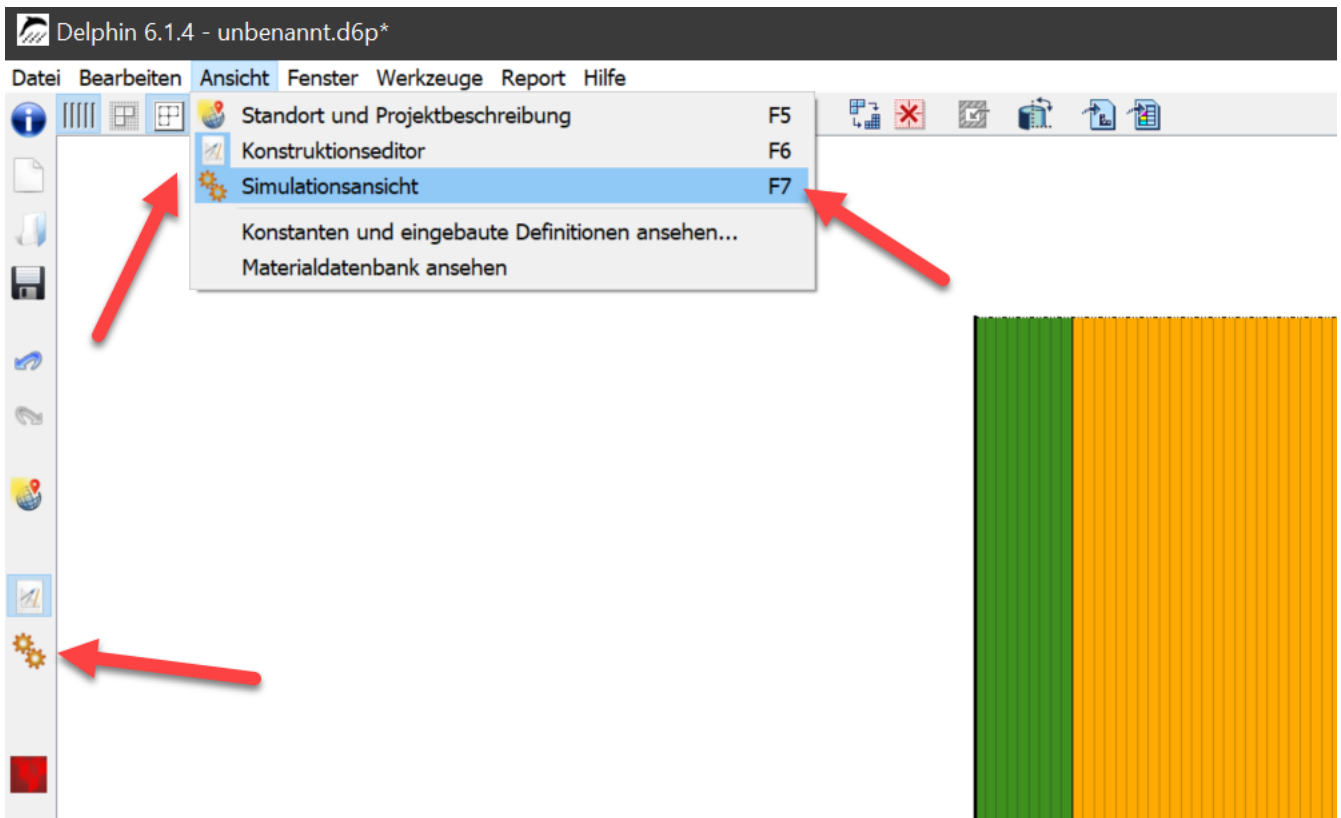 Delphin 6.1.4 - unbenannt.d6p*
Datei Bearbeiten Ansicht Fenster Werkzeuge Report Hilfe
Standort und Projektbeschreibung F5
Konstruktionseditor F6
Simulationsansicht F7
Konstanten und eingebaute Definitionen ansehen...
Materialdatenbank ansehen